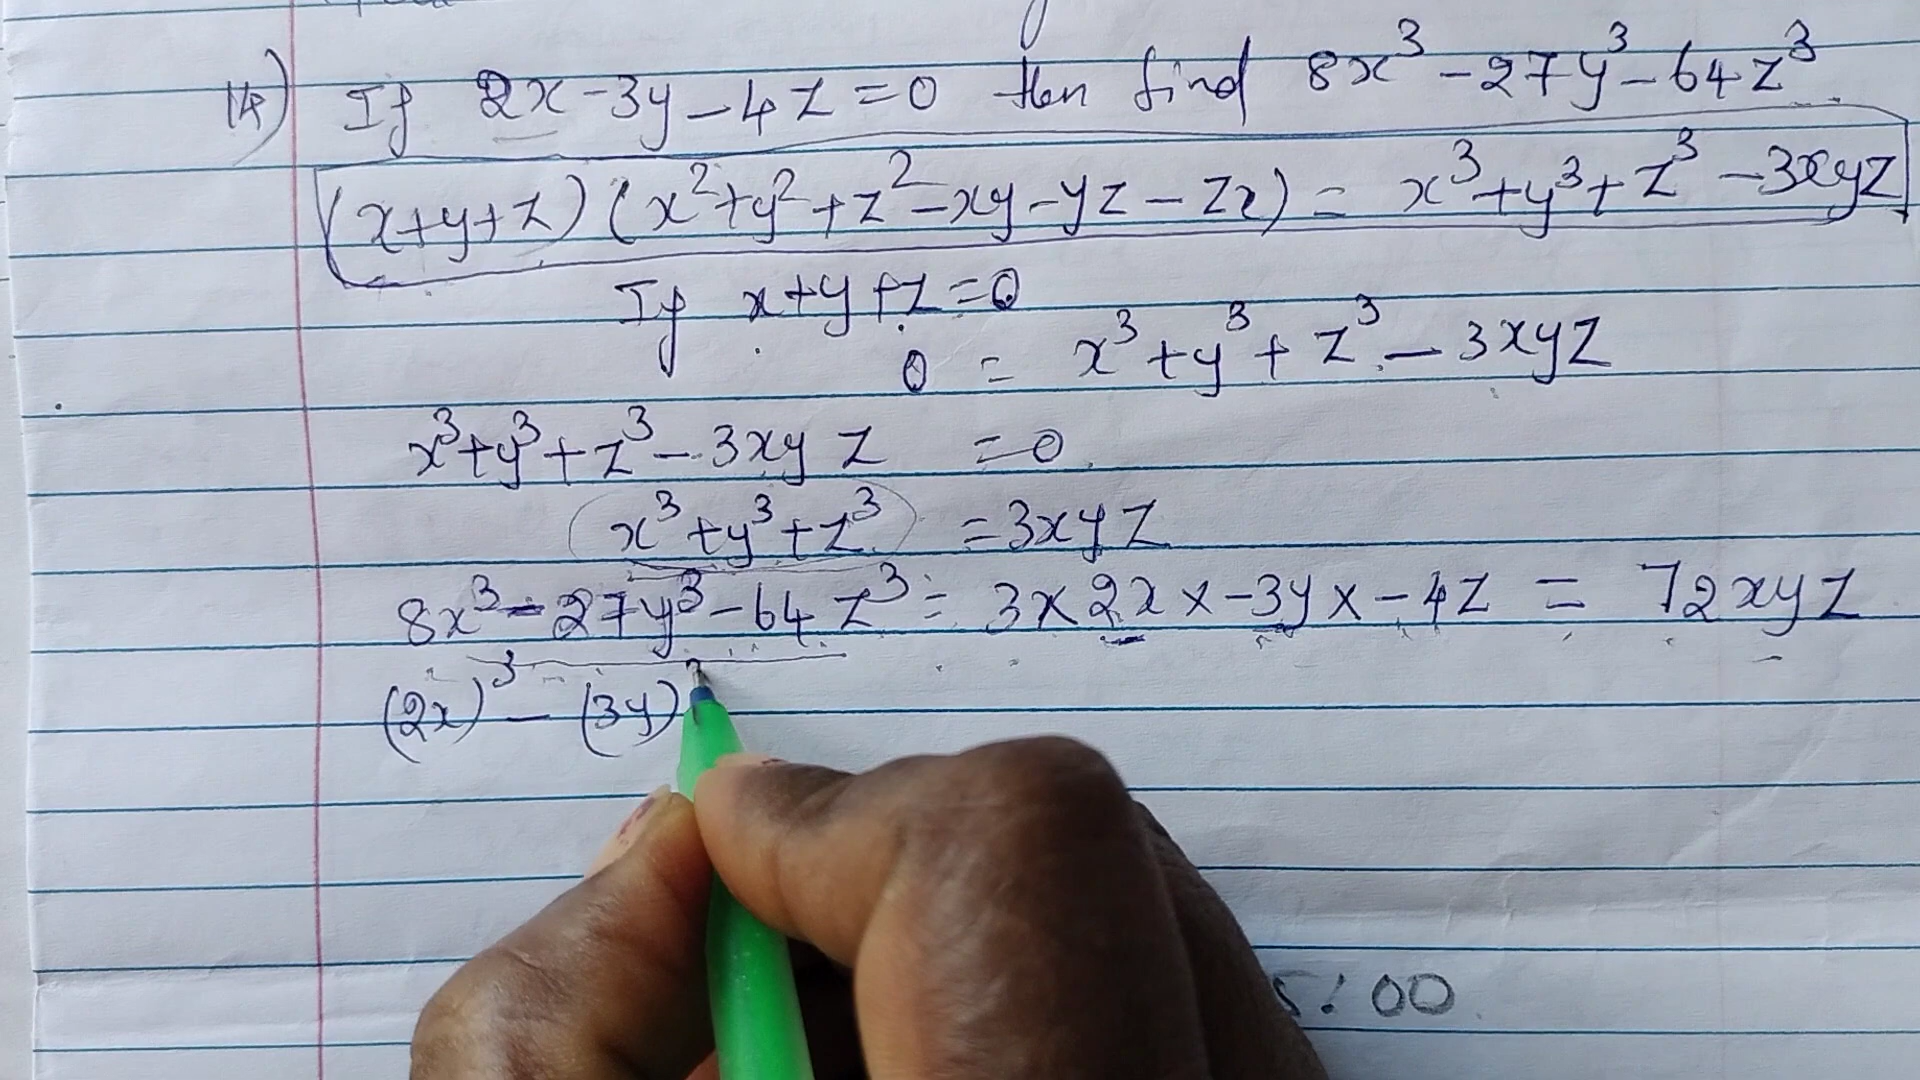 14) If 2x-3y-4z=0 then find 8x³-27y³-64z³
(x+y+z)(x²+y²+z²-xy-yz-zx) = x³+y³+z³-3xyz
If x+y+z=0
0 = x³+y³+z³-3xyz
x³+y³+z³-3xyz =0
x³+y³+z³ =3xyz
8x³-27y³-64z³= 3×2x×-3y×-4z = 72xyz
(2x)³-(3y)
:00